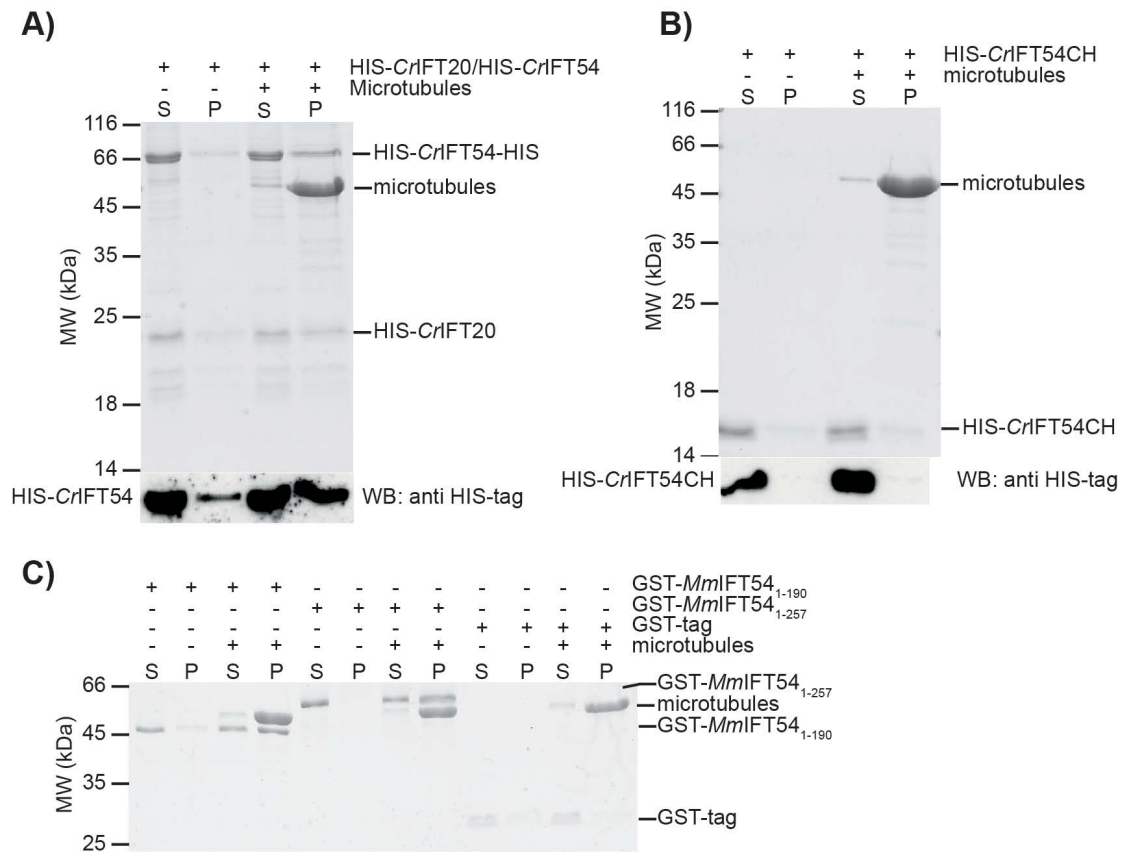 A)
+ + + + HIS-CrIFT20/HIS-CrIFT54
- - + + Microtubules
S P S P
116
66
45
35
25
18
14
MW (kDa)
HIS-CrIFT54-HIS
microtubules
HIS-CrIFT20
HIS-CrIFT54
WB: anti HIS-tag
B)
+ + + + HIS-CrIFT54CH
- - + + microtubules
S P S P
116
66
45
35
25
18
14
MW (kDa)
microtubules
HIS-CrIFT54CH
HIS-CrIFT54CH
WB: anti HIS-tag
C)
+ + + + - - - - - - - - GST-MmIFT54 1-190
- - - - + + + + - - - - GST-MmIFT54 1-257
- - - - - - - - + + + + GST-tag
- - + + - - + + - - + + microtubules
S P S P S P S P S P S P
66
45
35
25
MW (kDa)
GST-MmIFT54 1-257
microtubules
GST-MmIFT54 1-190
GST-tag